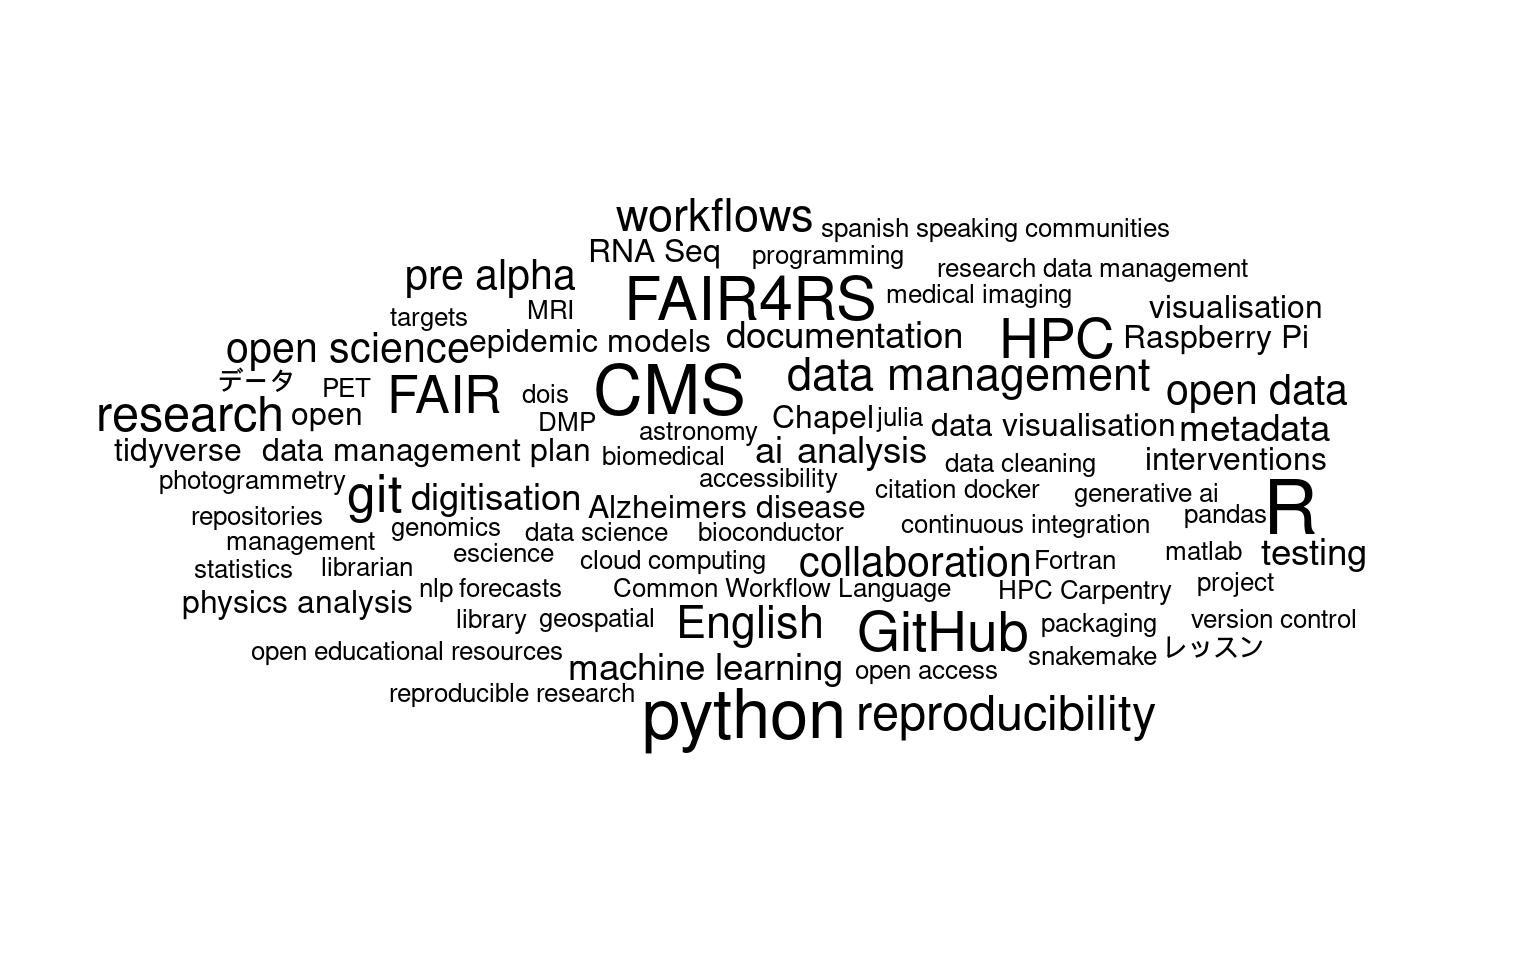 workflows
spanish speaking communities
RNA Seq
programming
pre alpha
research data management
FAIR4RS
medical imaging
targets
MRI
visualisation
open science
epidemic models
documentation
HPC
Raspberry Pi
データ
PET
FAIR
dois
CMS
data management
open data
research
open
DMP
astronomy
Chapel
julia
data visualisation
metadata
tidyverse
data management plan
biomedical
ai
analysis
data cleaning
interventions
photogrammetry
git
digitisation
accessibility
citation
docker
generative ai
R
repositories
genomics
Alzheimers disease
continuous integration
pandas
management
data science
bioconductor
statistics
librarian
escience
cloud computing
collaboration
Fortran
matlab
testing
physics analysis
nlp
forecasts
Common Workflow Language
HPC Carpentry
project
library
geospatial
English
GitHub
packaging
version control
open educational resources
machine learning
open access
snakemake
レッスン
reproducible research
python
reproducibility